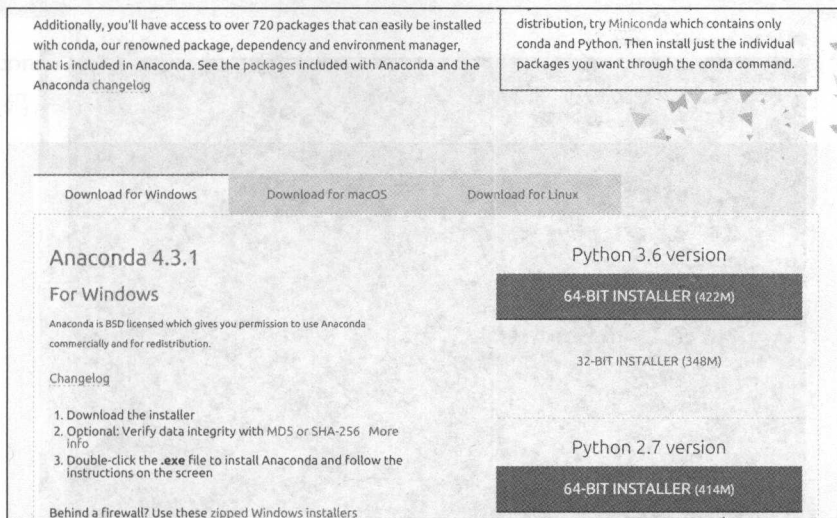 Additionally, you'll have access to over 720 packages that can easily be installed
with conda, our renowned package, dependency and environment manager,
that is included in Anaconda. See the packages included with Anaconda and the
Anaconda changelog
distribution, try Miniconda which contains only
conda and Python. Then install just the individual
packages you want through the conda command.
Download for Windows
Download for macOS
Download for Linux
Anaconda 4.3.1
For Windows
Anaconda is BSD licensed which gives you permission to use Anaconda
commercially and for redistribution.
Changelog
1. Download the installer
2. Optional: Verify data integrity with MD5 or SHA-256 More
info
3. Double-click the .exe file to install Anaconda and follow the
instructions on the screen
Behind a firewall? Use these zipped Windows installers
Python 3.6 version
64-BIT INSTALLER (422M)
32-BIT INSTALLER (348M)
Python 2.7 version
64-BIT INSTALLER (414M)